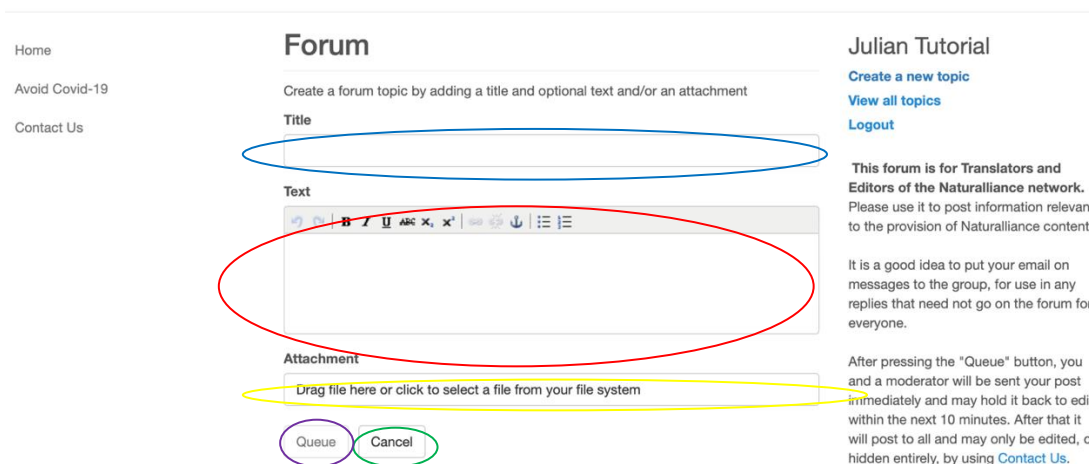 Home
Avoid Covid-19
Contact Us
Forum
Create a forum topic by adding a title and optional text and/or an attachment
Title
Text
B I U ABC X, x²
Attachment
Drag file here or click to select a file from your file system
Queue Cancel
Julian Tutorial
Create a new topic
View all topics
Logout
This forum is for Translators and
Editors of the Naturalliance network.
Please use it to post information
to the provision of Naturalliance content
It is a good idea to put your email on
messages to the group, for use in any
replies that need not go on the forum for
everyone.
After pressing the "Queue" button, you
and a moderator will be sent your post
immediately and may hold it back to
within the next 10 minutes. After that it
will post to all and may only be edited,
hidden entirely, by using Contact Us.